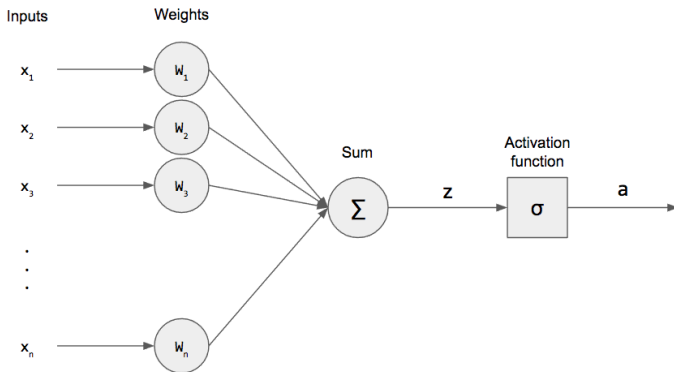 Inputs
Weights
x₁
W₁
x₂
W₂
Sum
Activation
function
x₃
W₃
Σ
z
σ
a
.
.
.
xₙ
Wₙ